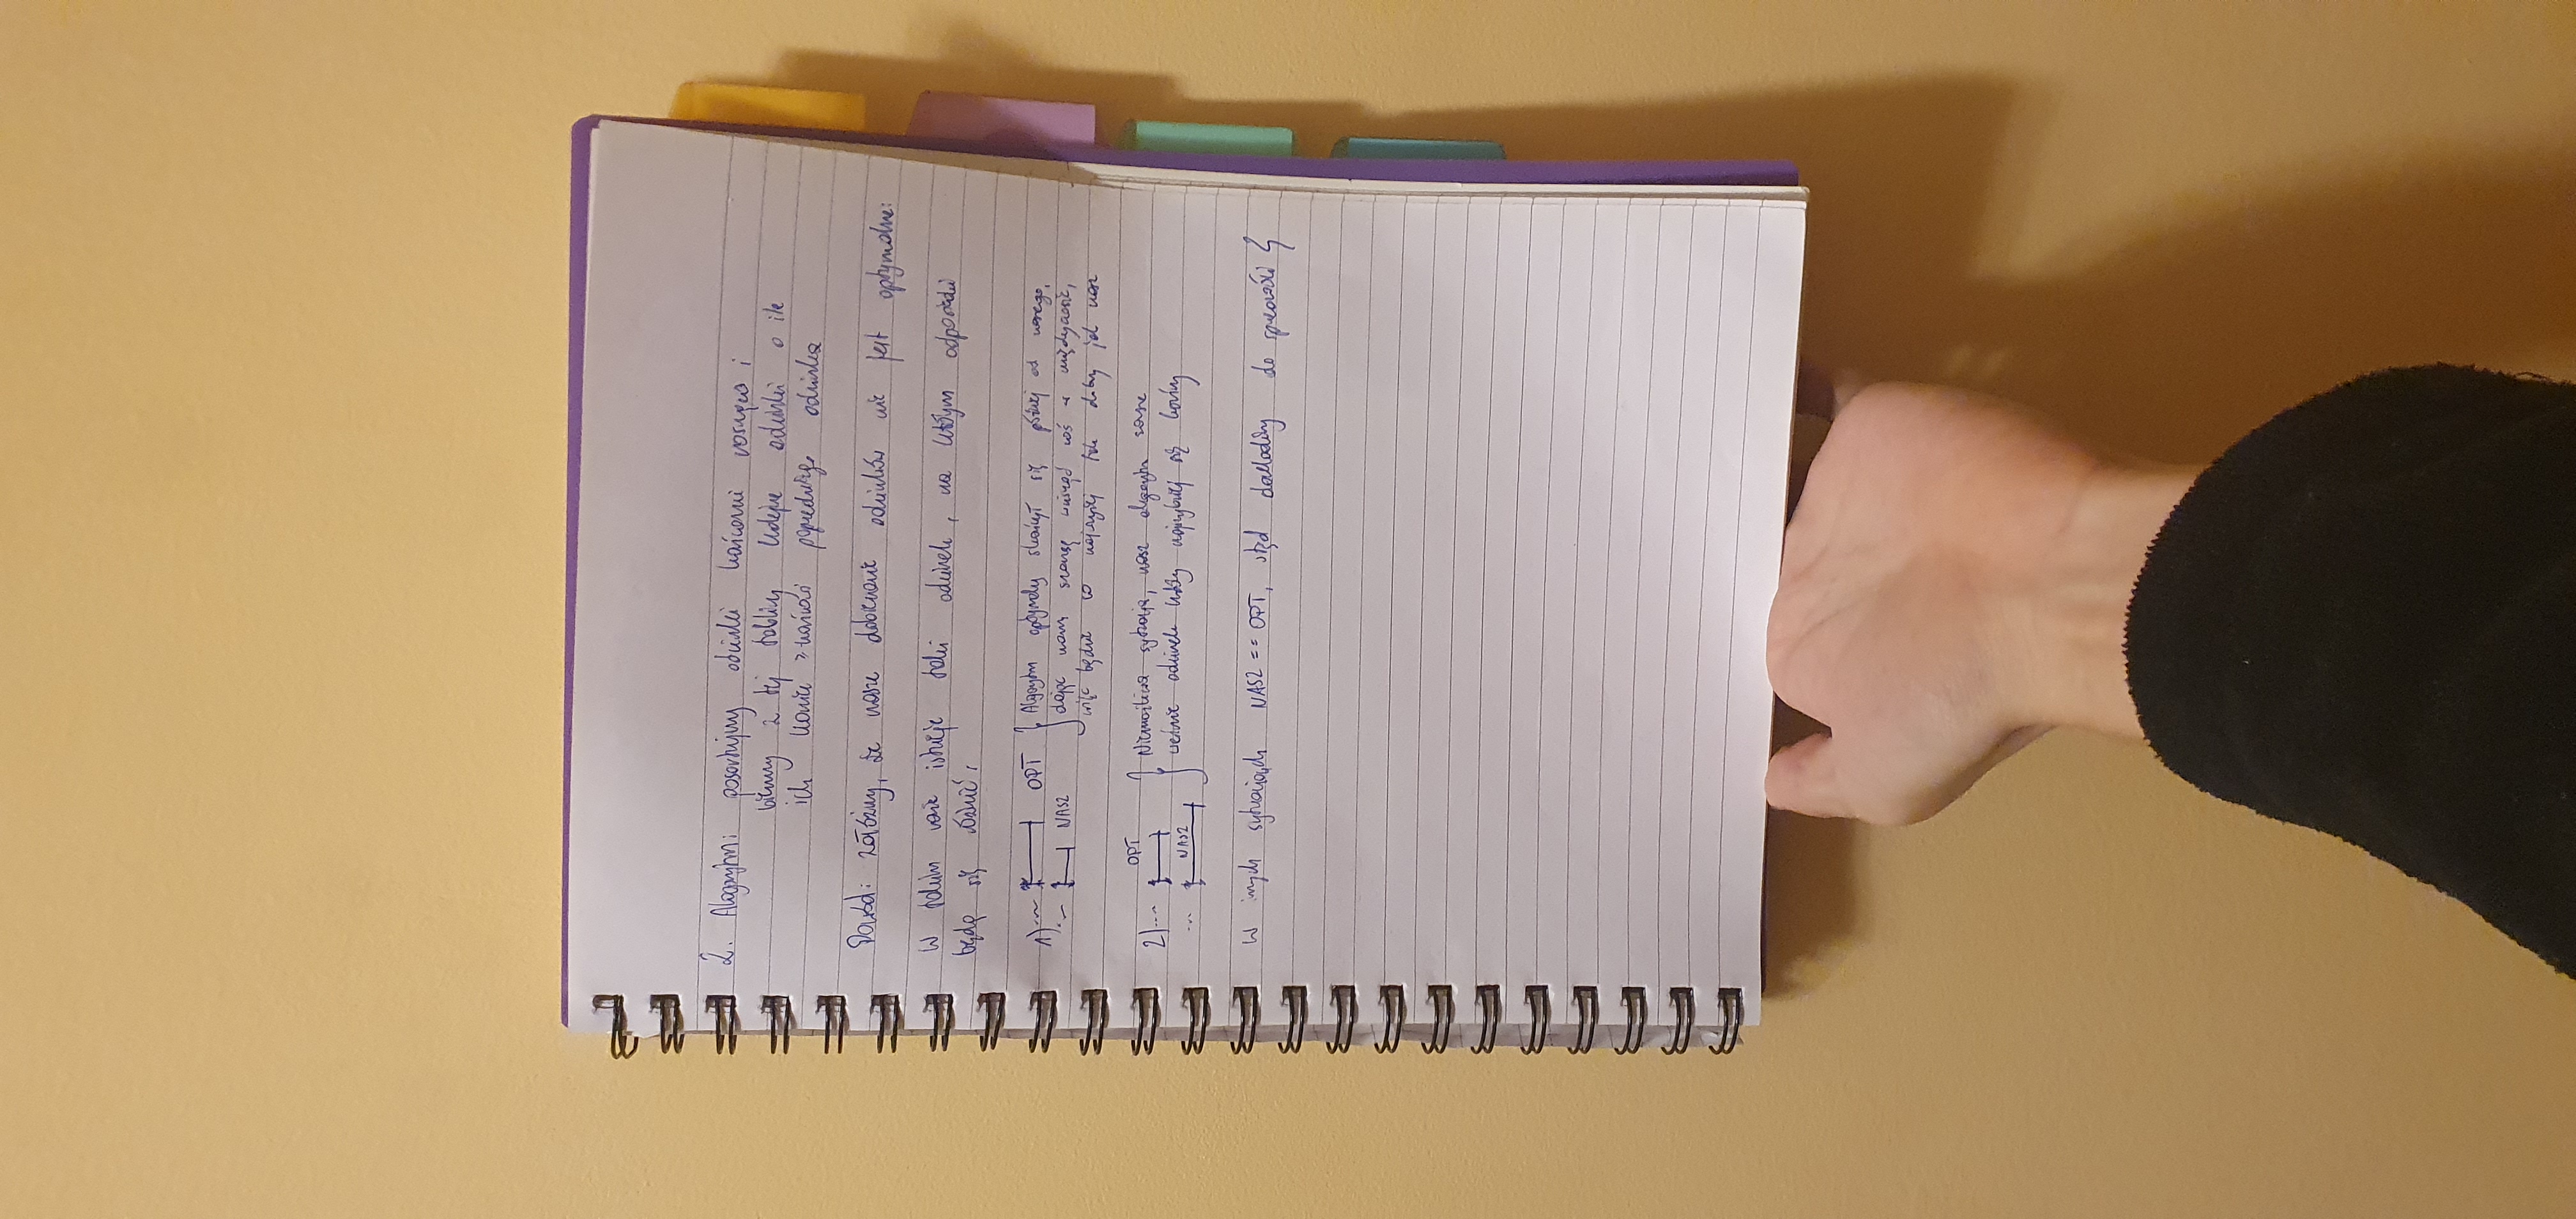 2. Algorytm: posortujmy odcinki końcami rosnąco i
bierzmy z tej tablicy kolejne odcinki o ile
ich koniec > końcówi poprzedniego odcinka
Dowód: załóżmy, że nasze dobieranie odcinków nie jest optymalne:
W takim razie istnieje taki odcinek, na którym odpowiedzi
będą się różnić:
1) ... OPT Algorytm optymalny skończył się później od naszego,
... NASZ dając nam szansę wziąć coś w międzyczasie,
więc będzie co najwyżej tak dobry jak nasz
OPT
2) ... Niemożliwa sytuacja, nasz algorytm zawsze
NASZ weźmie odcinek który najszybciej się kończy
...
W innych sytuacjach NASZ == OPT, stąd dochodzimy do sprzeczności